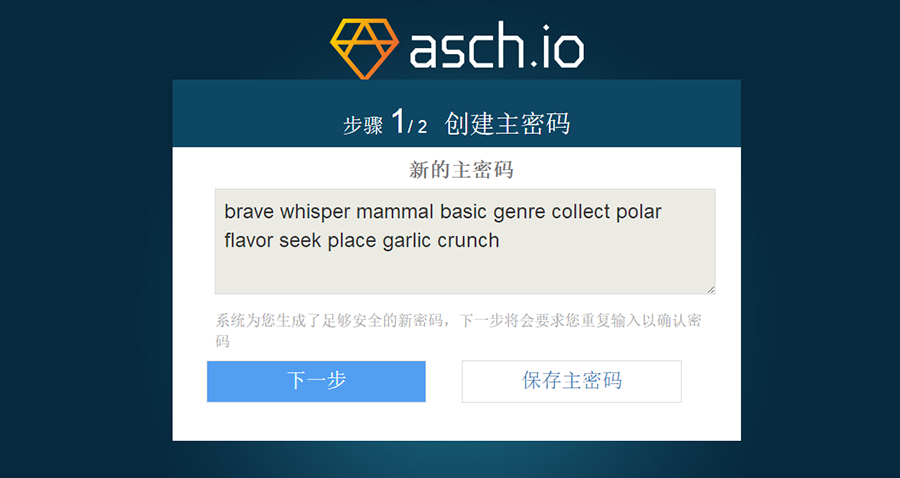 asch.io
步骤 1/ 2 创建主密码
新的主密码
brave whisper mammal basic genre collect polar
flavor seek place garlic crunch
系统为您生成了足够安全的新密码，下一步将会要求您重复输入以确认密
码
下一步
保存主密码